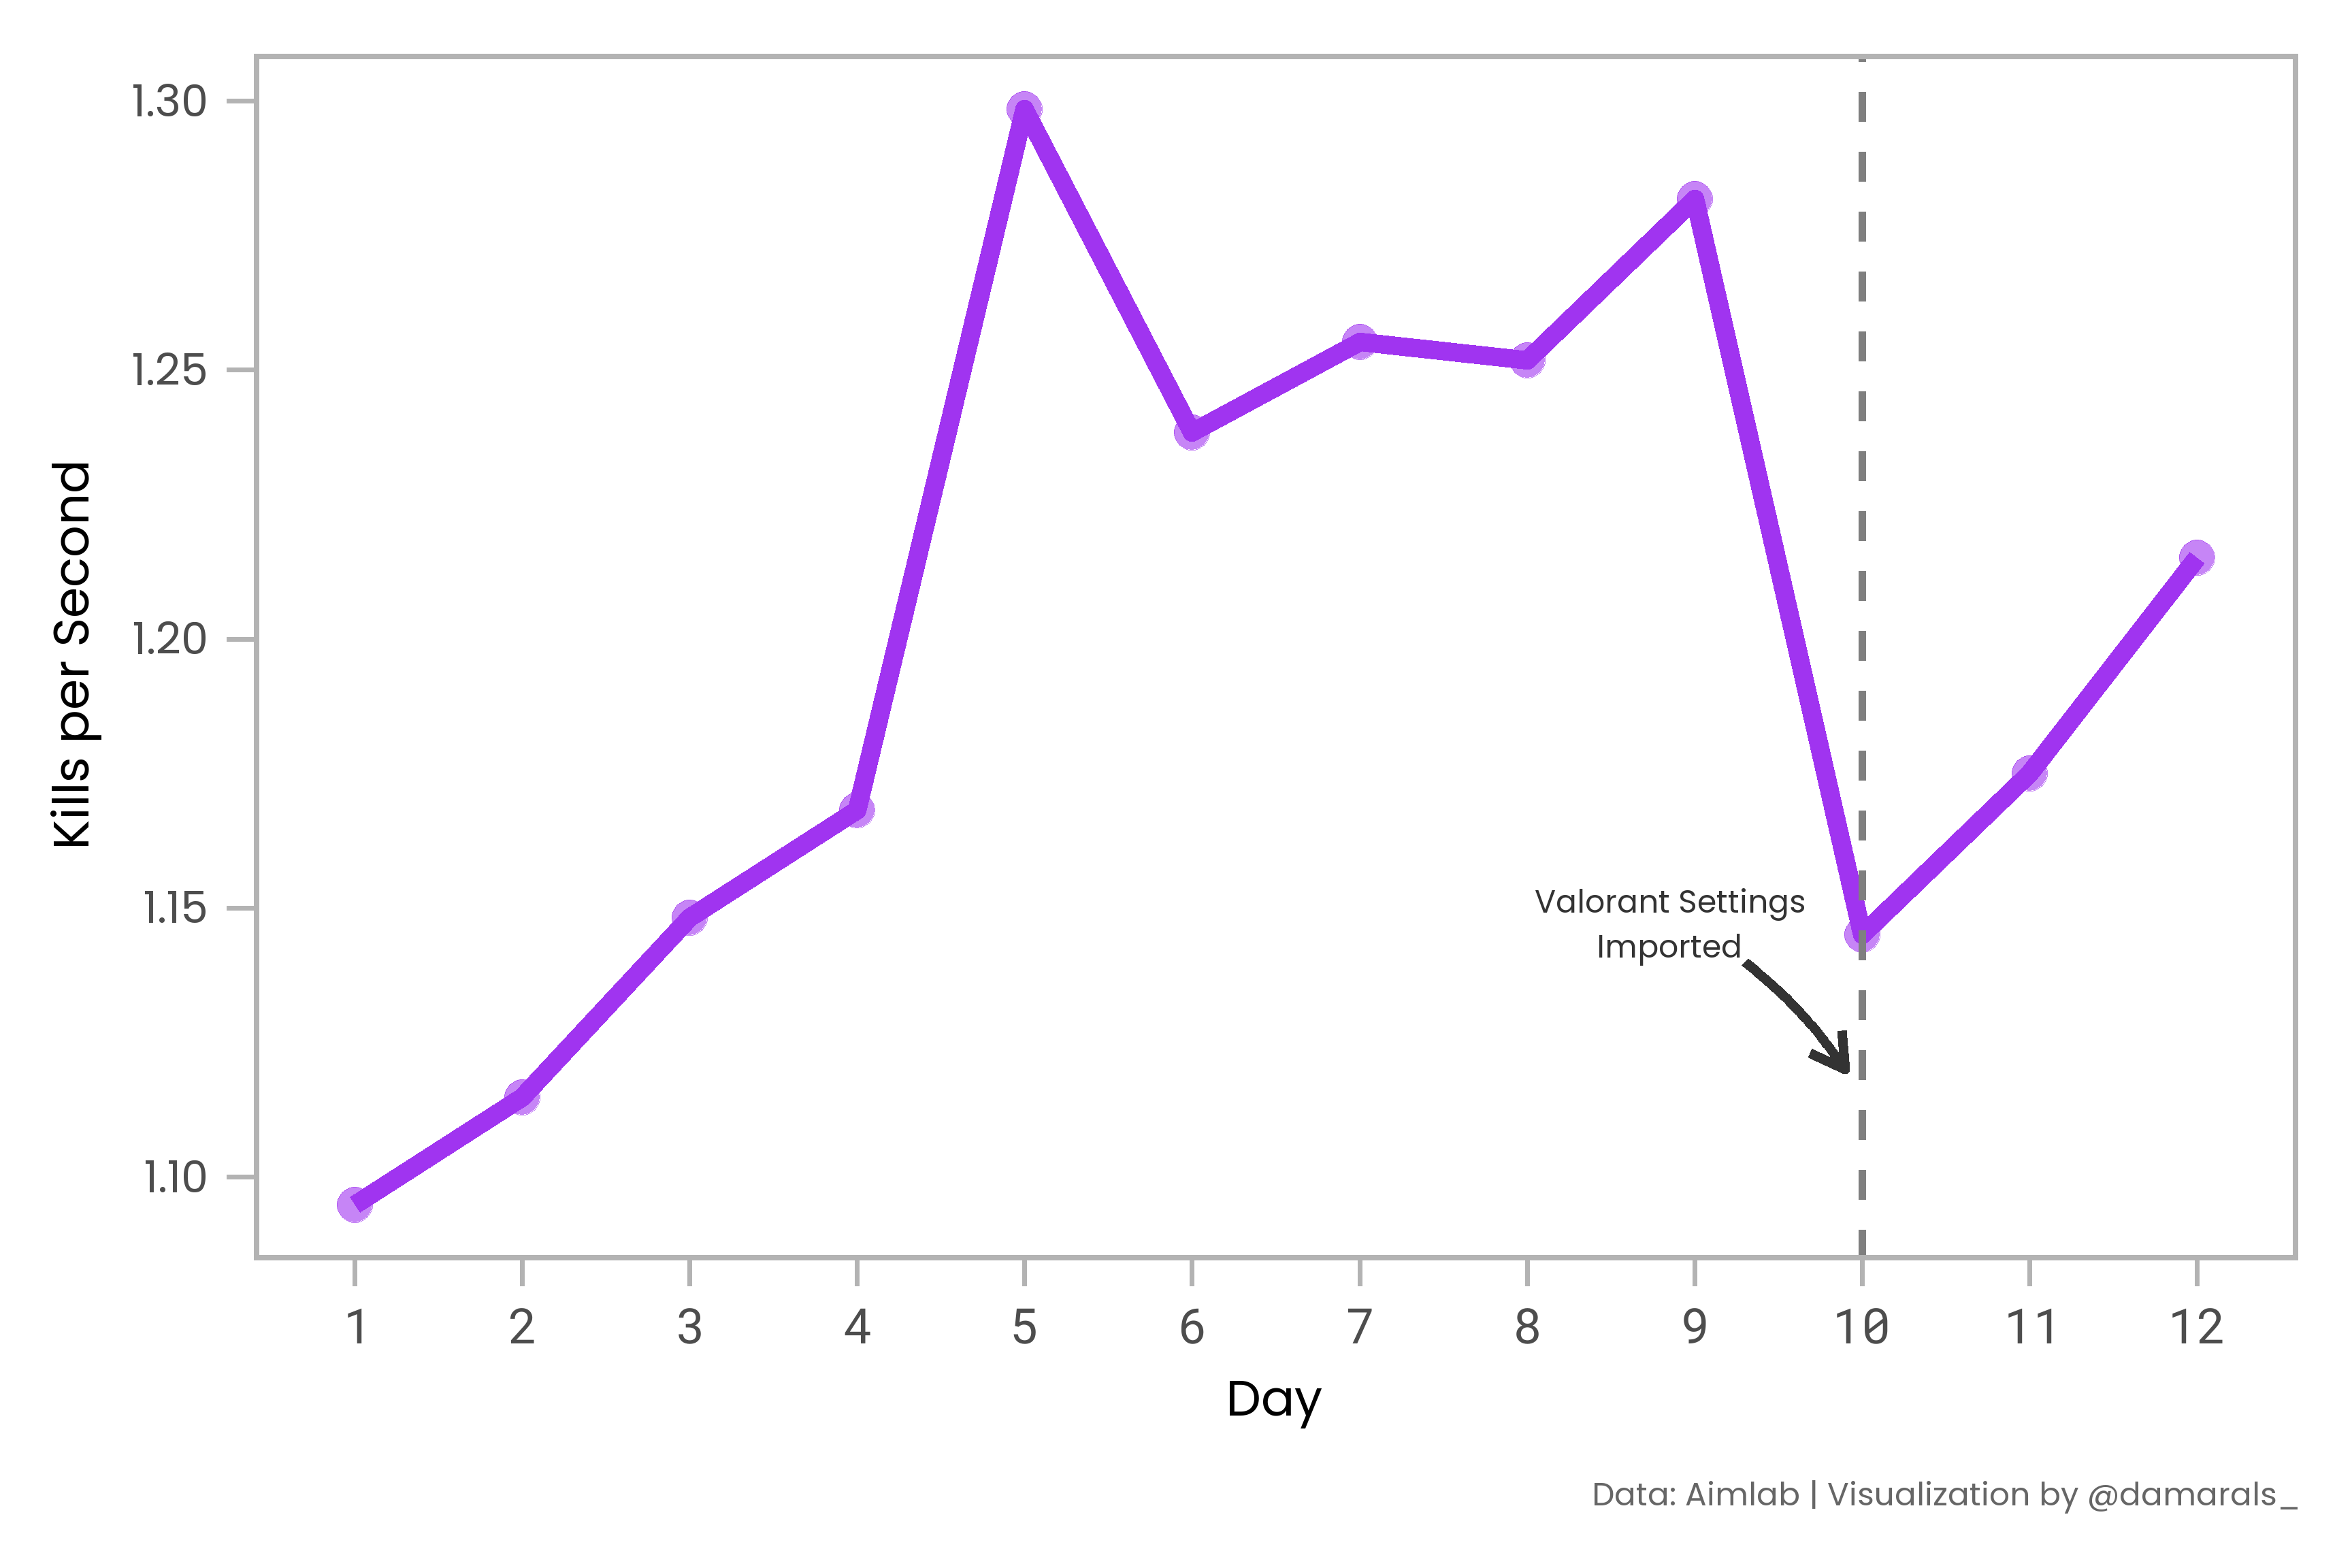 Kills per Second
1.30
1.25
1.20
1.15
1.10
Valorant Settings
Imported
1 2 3 4 5 6 7 8 9 10 11 12
Day
Data: Aimlab | Visualization by @damarals_